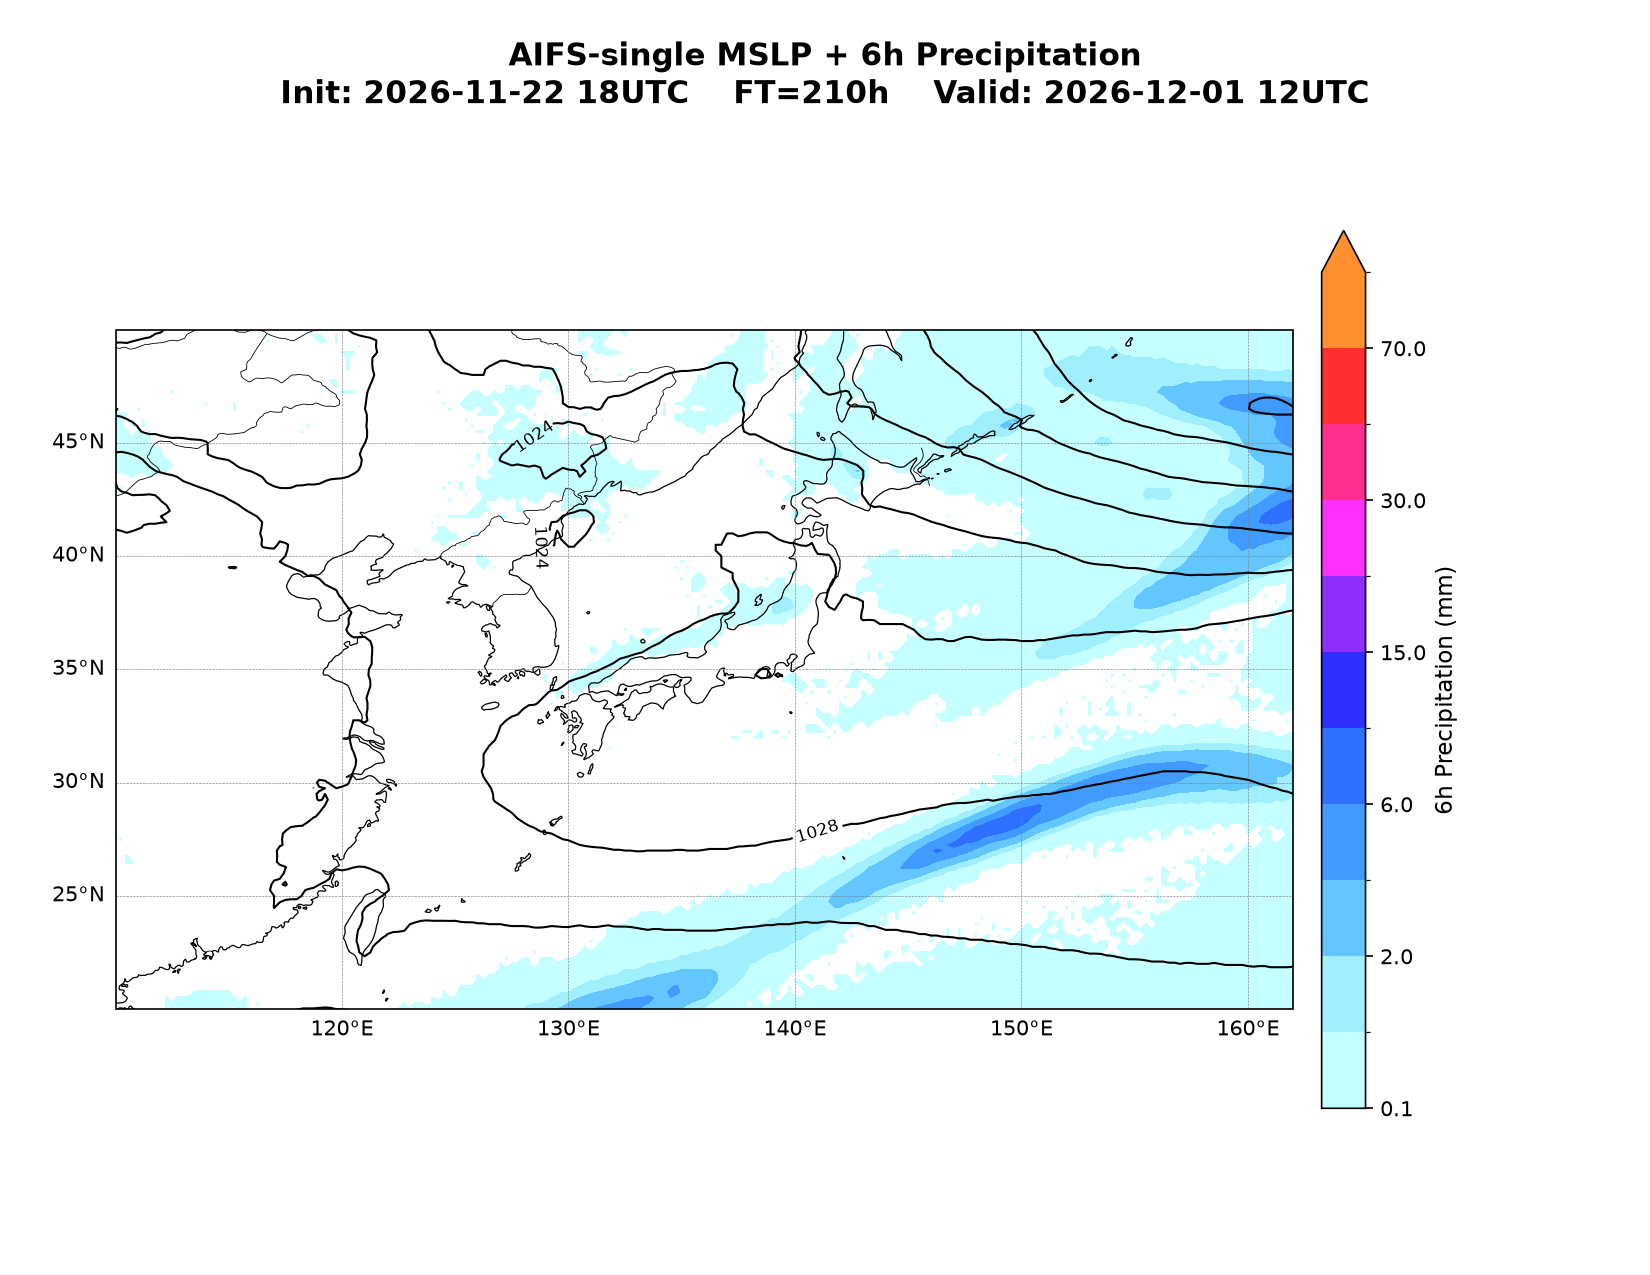 AIFS-single MSLP + 6h Precipitation
Init: 2026-11-22 18UTC    FT=210h    Valid: 2026-12-01 12UTC
45°N
40°N
35°N
30°N
25°N
120°E
130°E
140°E
150°E
160°E
1024
1024
1028
70.0
30.0
15.0
6.0
2.0
0.1
6h Precipitation (mm)